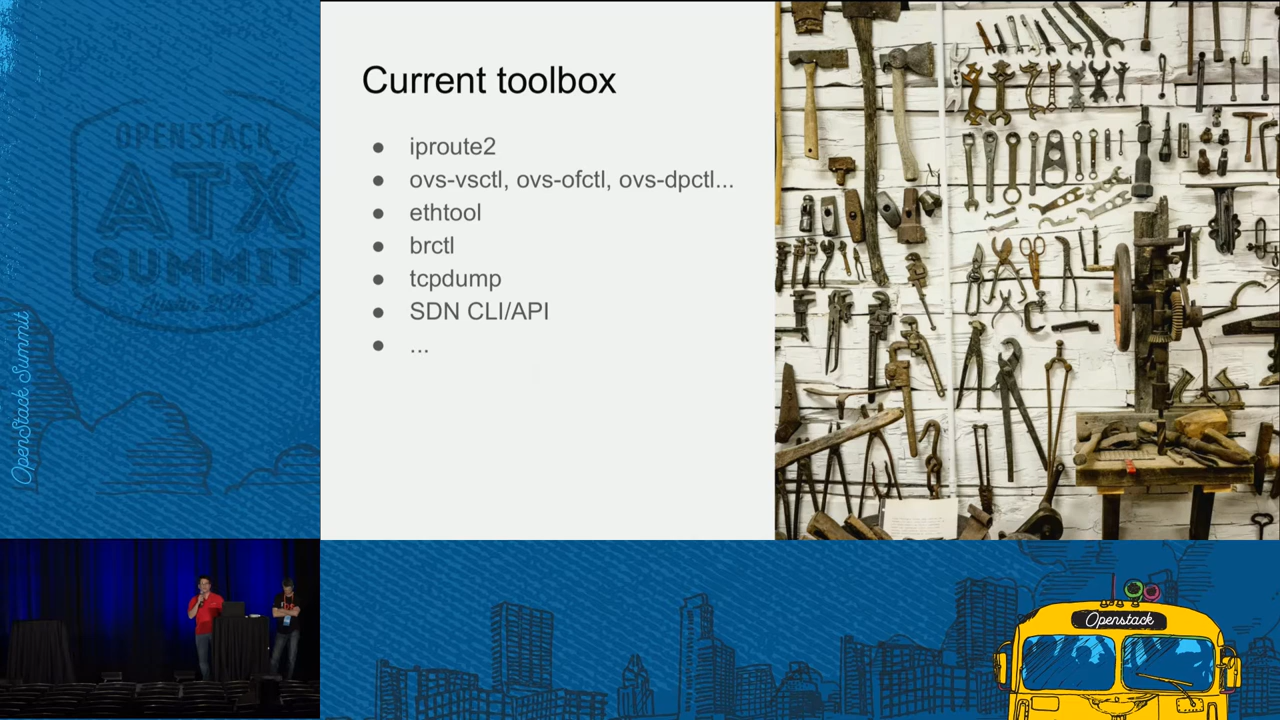 Current toolbox
● iproute2
● ovs-vsctl, ovs-ofctl, ovs-dpctl...
● ethtool
● brctl
● tcpdump
● SDN CLI/API
● ...
OPENSTACK
ATX
SUMMIT
OpenStack Summit
Openstack